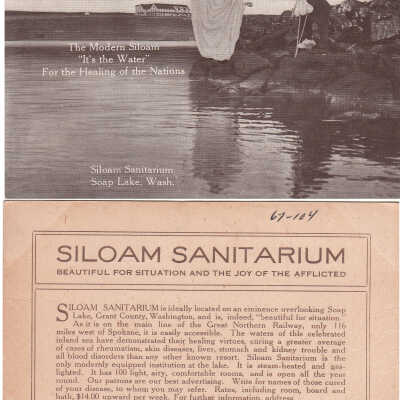 The Modern Siloam
"It's the Water"
For the Healing of the Nations
Siloam Sanitarium
Soap Lake, Wash.
67-104
SILOAM SANITARIUM
BEAUTIFUL FOR SITUATION AND THE JOY OF THE AFFLICTED
SILOAM SANITARIUM is ideally located on an eminence overlooking Soap
Lake, Grant County, Washington, and is, indeed, "beautiful for situation."
As it is on the main line of the Great Northern Railway, only 116
miles west of Spokane, it is easily accessible. The waters of this celebrated
inland sea have demonstrated their healing virtues, curing a greater average
of cases of rheumatism, skin diseases, liver, stomach and kidney trouble and
all blood disorders than any other known resort. Siloam Sanitarium is the
only modernly equipped institution at the lake. It is steam-heated and gas-
lighted. It has 100 light, airy, comfortable rooms, and is open all the year
round. Our patrons are our best advertising. Write for names of those cured
of your disease, to whom you may refer. Rates, including room, board and
bath, $14.00 upward per week. For further information, address